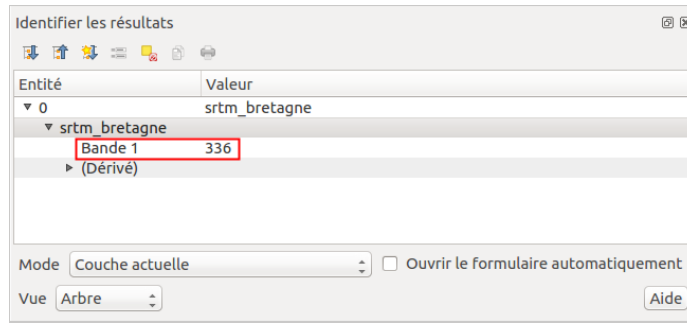 Identifier les résultats
Entité Valeur
0 srtm_bretagne
srtm_bretagne
Bande 1 336
(Dérivé)
Mode Couche actuelle Ouvrir le formulaire automatiquement
Vue Arbre Aide